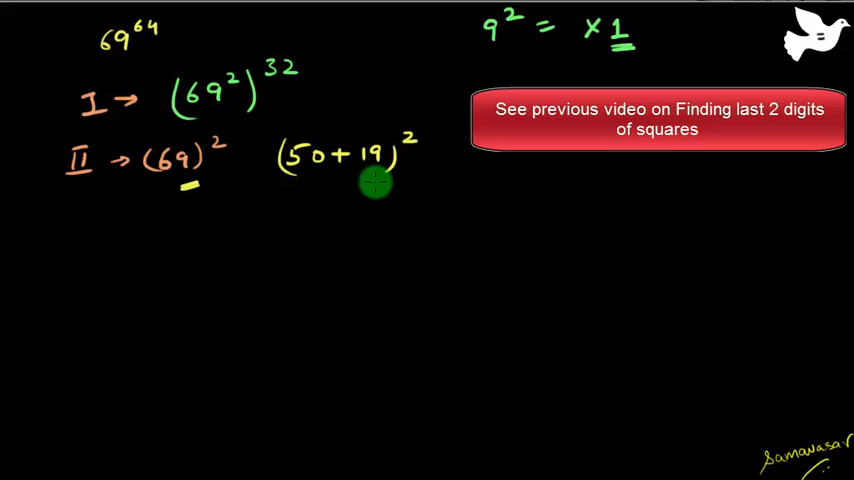 69^64
9^2 = ×1
I → (69^2)^32
See previous video on Finding last 2 digits
of squares
II → (69)^2 (50+19)^2
Samavasar